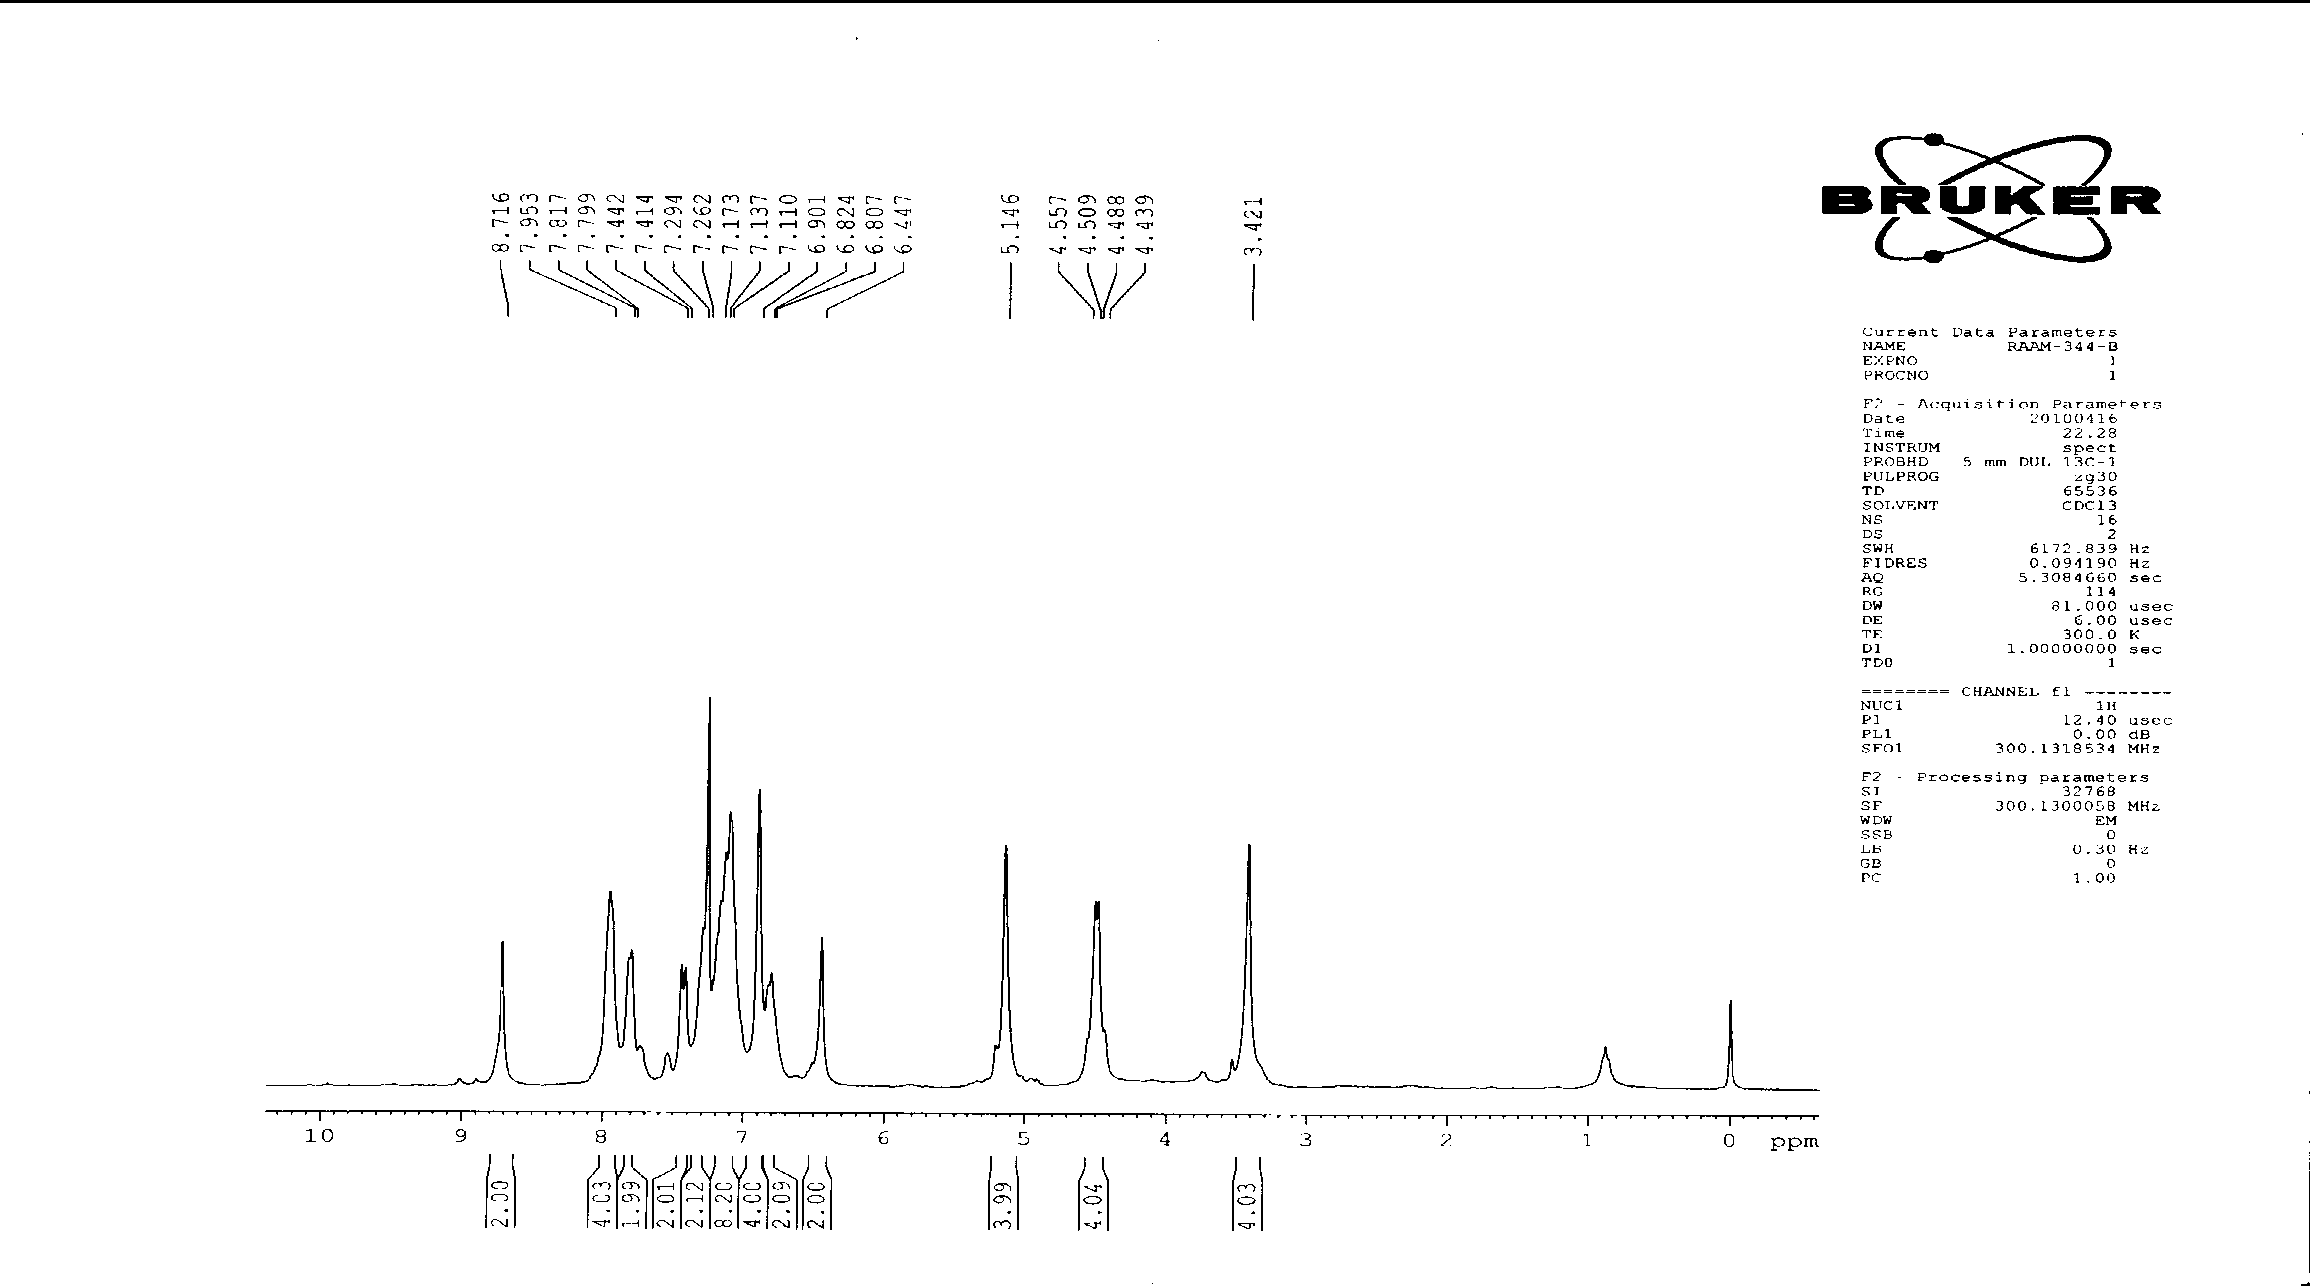 8.716
7.953
7.817
7.799
7.442
7.414
7.294
7.262
7.173
7.137
7.110
6.901
6.824
6.807
6.447
5.146
4.557
4.509
4.488
4.439
3.421
BRUKER
Current Data Parameters
NAME RAAM-344-B
EXPNO 1
PROCNO 1
F2 - Acquisition Parameters
Date 20100416
Time 22.28
INSTRUM spect
PROBHD 5 mm DUL 13C-1
PULPROG zg30
TD 65536
SOLVENT CDCl3
NS 16
DS 2
SWH 6172.839 Hz
FIDRES 0.094190 Hz
AQ 5.3084660 sec
RG 114
DW 81.000 usec
DE 6.00 usec
TE 300.0 K
D1 1.00000000 sec
TD0 1
======== CHANNEL f1 --------
NUC1 1H
P1 12.40 usec
PL1 0.00 dB
SFO1 300.1318534 MHz
F2 - Processing parameters
SI 32768
SF 300.1300058 MHz
WDW EM
SSB 0
LB 0.30 Hz
GB 0
PC 1.00
10 9 8 7 6 5 4 3 2 1 0 ppm
2.00
4.03
1.99
2.01
2.12
8.20
4.00
2.09
2.00
3.99
4.04
4.03